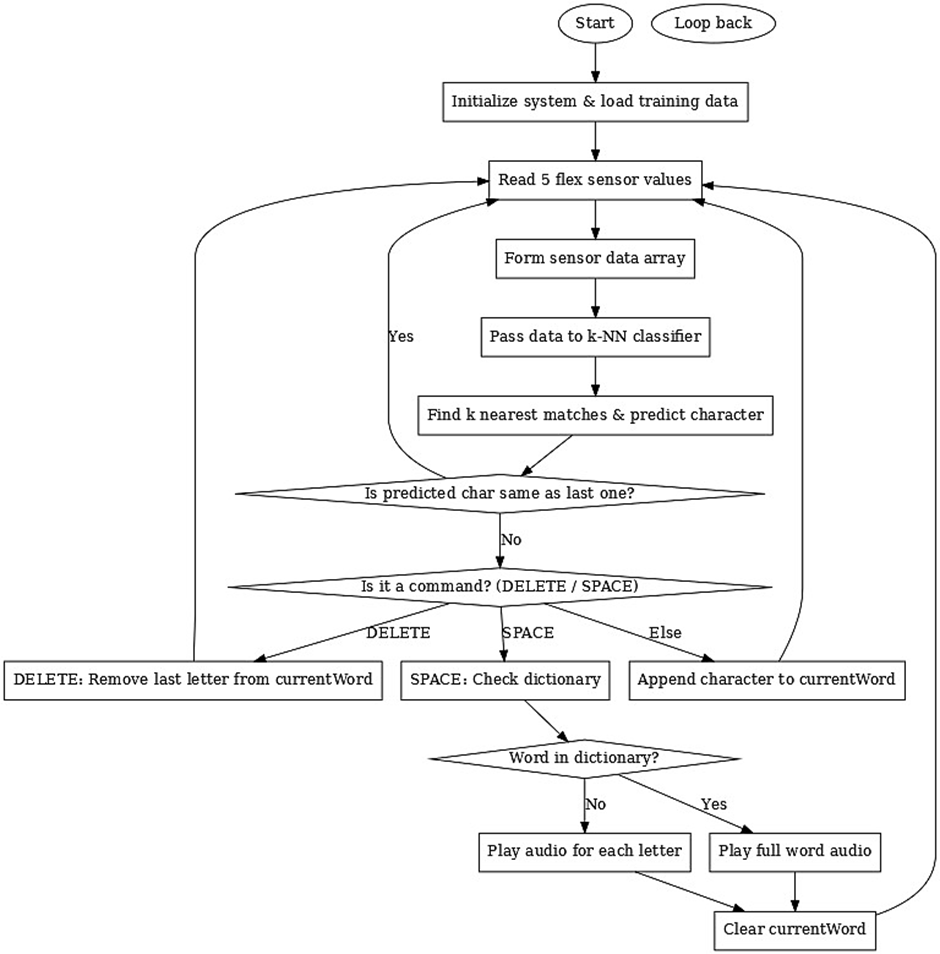 Start
Loop back
Initialize system & load training data
Read 5 flex sensor values
Form sensor data array
Yes
Pass data to k-NN classifier
Find k nearest matches & predict character
Is predicted char same as last one?
No
Is it a command? (DELETE / SPACE)
DELETE
SPACE
Else
DELETE: Remove last letter from currentWord
SPACE: Check dictionary
Append character to currentWord
Word in dictionary?
No
Yes
Play audio for each letter
Play full word audio
Clear currentWord